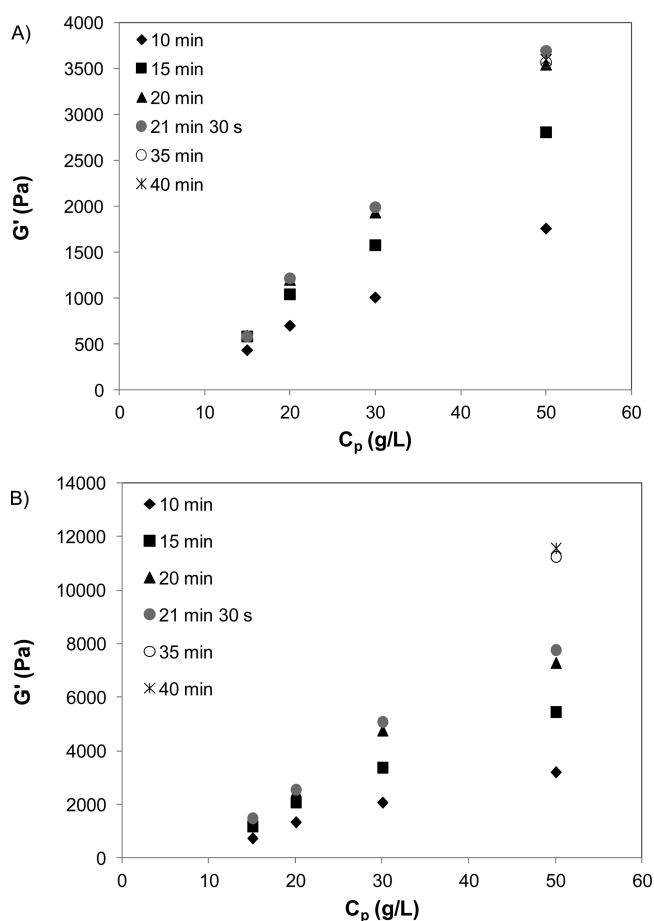 A)
10 min
15 min
20 min
21 min 30 s
35 min
40 min
G' (Pa)
4000
3500
3000
2500
2000
1500
1000
500
0
0 10 20 30 40 50 60
Cp (g/L)
B)
10 min
15 min
20 min
21 min 30 s
35 min
40 min
G' (Pa)
14000
12000
10000
8000
6000
4000
2000
0
0 10 20 30 40 50 60
Cp (g/L)